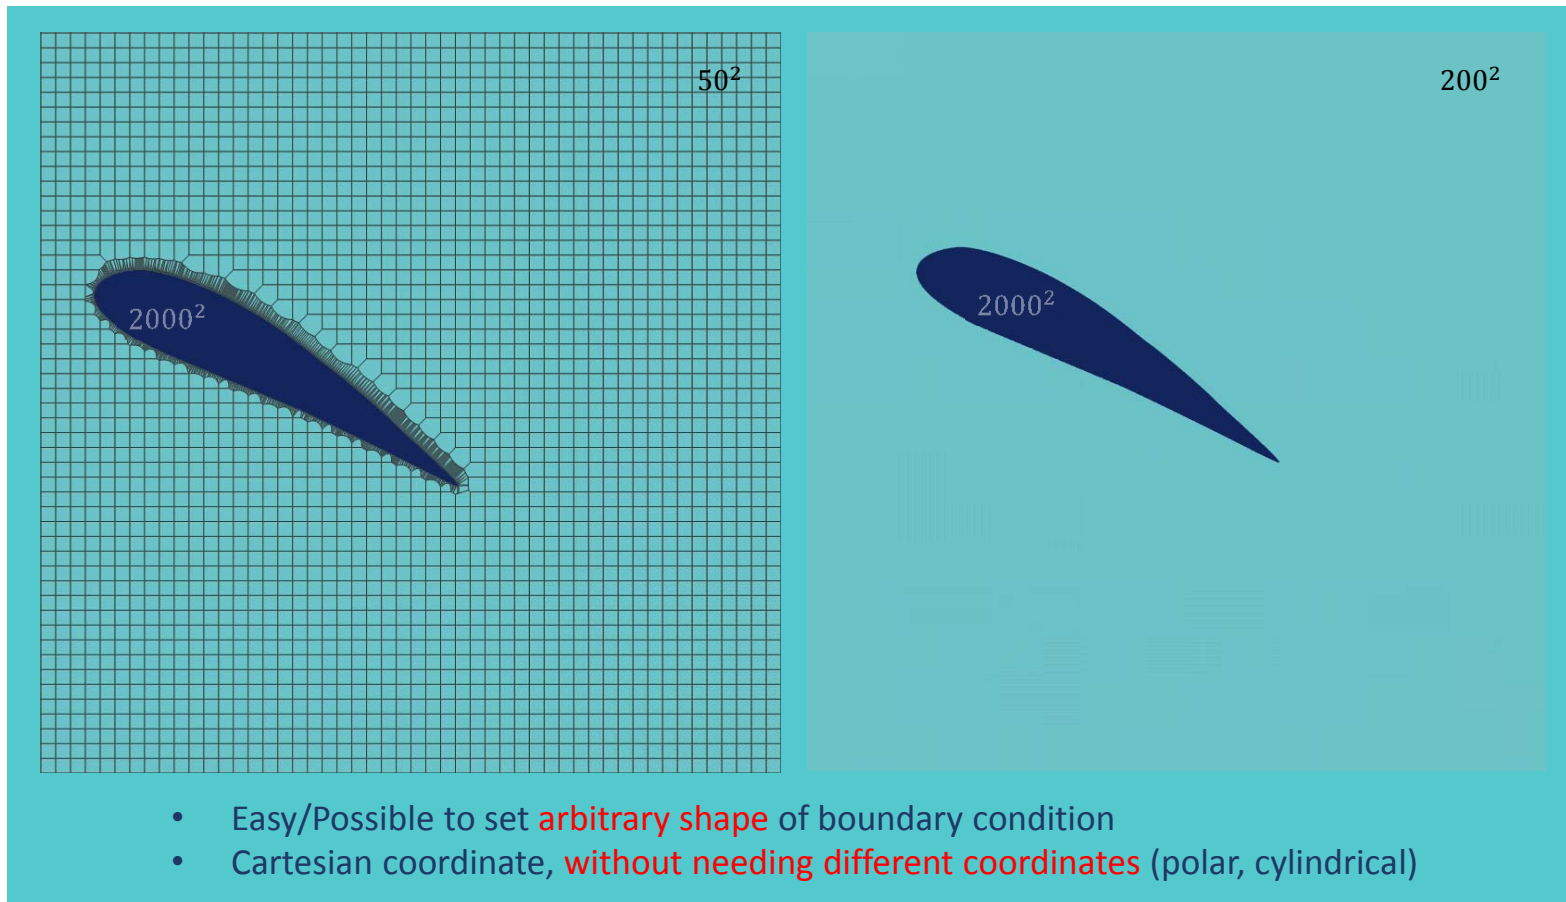 50²
200²
2000²
2000²
• Easy/Possible to set arbitrary shape of boundary condition
• Cartesian coordinate, without needing different coordinates (polar, cylindrical)